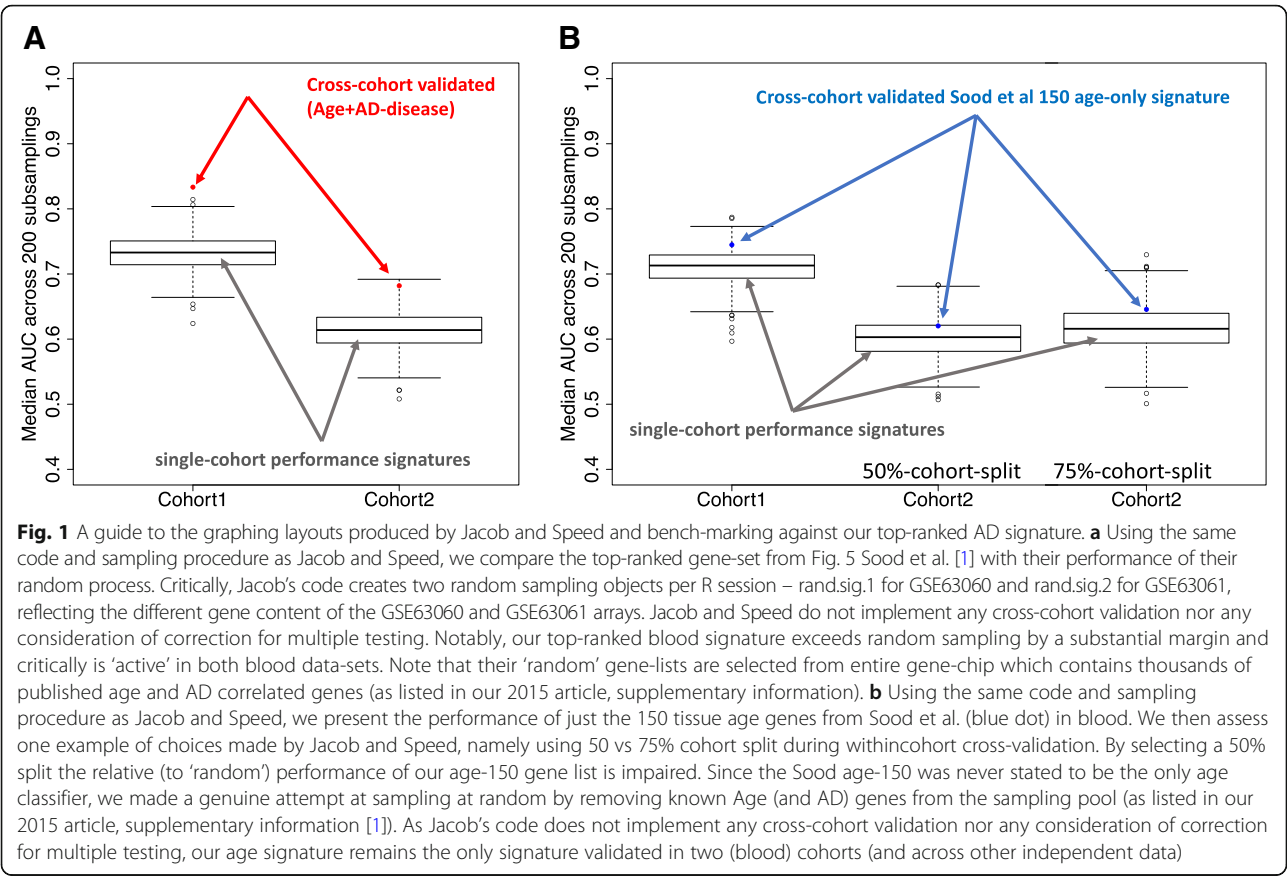 A
B
Cross-cohort validated
(Age+AD-disease)
Cross-cohort validated Sood et al 150 age-only signature
Median AUC across 200 subsamplings
1.0
0.9
0.8
0.7
0.6
0.5
0.4
single-cohort performance signatures
Cohort1
Cohort2
Median AUC across 200 subsamplings
1.0
0.9
0.8
0.7
0.6
0.5
0.4
single-cohort performance signatures
50%-cohort-split
75%-cohort-split
Cohort1
Cohort2
Cohort2
Fig. 1 A guide to the graphing layouts produced by Jacob and Speed and bench-marking against our top-ranked AD signature. a Using the same
code and sampling procedure as Jacob and Speed, we compare the top-ranked gene-set from Fig. 5 Sood et al. [1] with their performance of their
random process. Critically, Jacob's code creates two random sampling objects per R session – rand.sig.1 for GSE63060 and rand.sig.2 for GSE63061,
reflecting the different gene content of the GSE63060 and GSE63061 arrays. Jacob and Speed do not implement any cross-cohort validation nor any
consideration of correction for multiple testing. Notably, our top-ranked blood signature exceeds random sampling by a substantial margin and
critically is 'active' in both blood data-sets. Note that their 'random' gene-lists are selected from entire gene-chip which contains thousands of
published age and AD correlated genes (as listed in our 2015 article, supplementary information). b Using the same code and sampling
procedure as Jacob and Speed, we present the performance of just the 150 tissue age genes from Sood et al. (blue dot) in blood. We then assess
one example of choices made by Jacob and Speed, namely using 50 vs 75% cohort split during withincohort cross-validation. By selecting a 50%
split the relative (to 'random') performance of our age-150 gene list is impaired. Since the Sood age-150 was never stated to be the only age
classifier, we made a genuine attempt at sampling at random by removing known Age (and AD) genes from the sampling pool (as listed in our
2015 article, supplementary information [1]). As Jacob's code does not implement any cross-cohort validation nor any consideration of correction
for multiple testing, our age signature remains the only signature validated in two (blood) cohorts (and across other independent data)